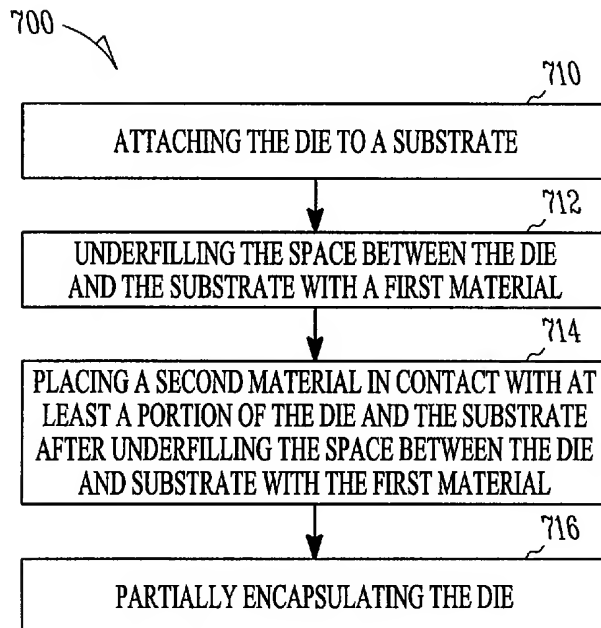 700
710
ATTACHING THE DIE TO A SUBSTRATE
712
UNDERFILLING THE SPACE BETWEEN THE DIE
AND THE SUBSTRATE WITH A FIRST MATERIAL
714
PLACING A SECOND MATERIAL IN CONTACT WITH AT
LEAST A PORTION OF THE DIE AND THE SUBSTRATE
AFTER UNDERFILLING THE SPACE BETWEEN THE DIE
AND SUBSTRATE WITH THE FIRST MATERIAL
716
PARTIALLY ENCAPSULATING THE DIE